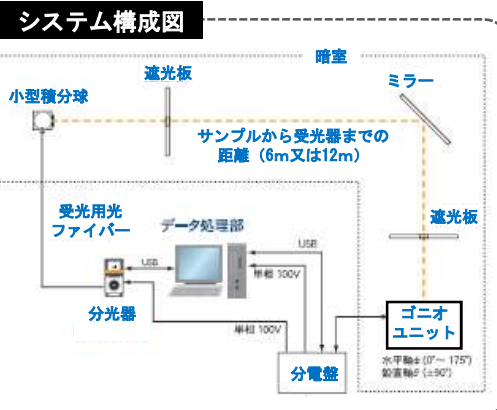 システム構成図
暗室
遮光板
ミラー
小型積分球
サンプルから受光器までの
距離（6m又は12m）
受光用光
ファイバー
データ処理部
遮光板
USB
USB
単相 100V
分光器
ゴニオ
ユニット
単相 100V
分電盤
水平軸φ(0°～ 175°)
鉛直軸θ (±90°)